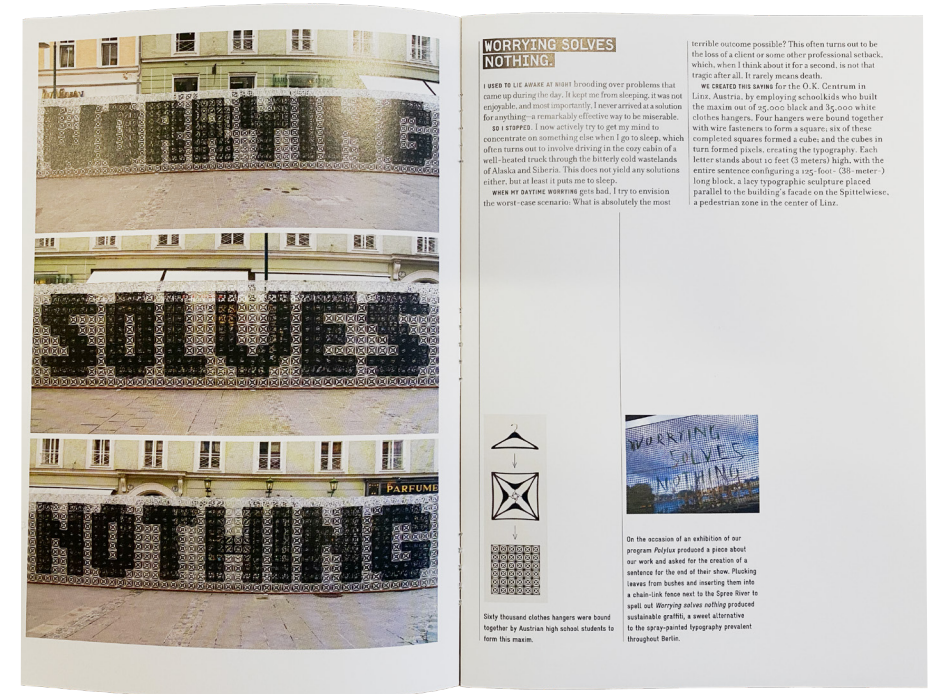 WORRYING
SOLVES
NOTHING
PARFUME
WORRYING SOLVES
NOTHING.
I USED TO LIE AWAKE AT NIGHT brooding over problems that
came up during the day. It kept me from sleeping, it was not
enjoyable, and most importantly, I never arrived at a solution
for anything—a remarkably effective way to be miserable.
SO I STOPPED. I now actively try to get my mind to
concentrate on something else when I go to sleep, which
often turns out to involve driving in the cozy cabin of a
well-heated truck through the bitterly cold wastelands
of Alaska and Siberia. This does not yield any solutions
either, but at least it puts me to sleep.
WHEN MY DAYTIME WORRYING gets bad, I try to envision
the worst-case scenario: What is absolutely the most
terrible outcome possible? This often turns out to be
the loss of a client or some other professional setback,
which, when I think about it for a second, is not that
tragic after all. It rarely means death.
WE CREATED THIS SAYING for the O.K. Centrum in
Linz, Austria, by employing schoolkids who built
the maxim out of 25,000 black and 35,000 white
clothes hangers. Four hangers were bound together
with wire fasteners to form a square; six of these
completed squares formed a cube; and the cubes in
turn formed pixels, creating the typography. Each
letter stands about 10 feet (3 meters) high, with the
entire sentence configuring a 125-foot- (38-meter-)
long block, a lacy typographic sculpture placed
parallel to the building's facade on the Spittelwiese,
a pedestrian zone in the center of Linz.
Sixty thousand clothes hangers were bound
together by Austrian high school students to
form this maxim.
WORRYING
SOLVES
NOTHING
On the occasion of an exhibition of our
program Polylux produced a piece about
our work and asked for the creation of a
sentence for the end of their show. Plucking
leaves from bushes and inserting them into
a chain-link fence next to the Spree River to
spell out Worrying solves nothing produced
sustainable graffiti, a sweet alternative
to the spray-painted typography prevalent
throughout Berlin.